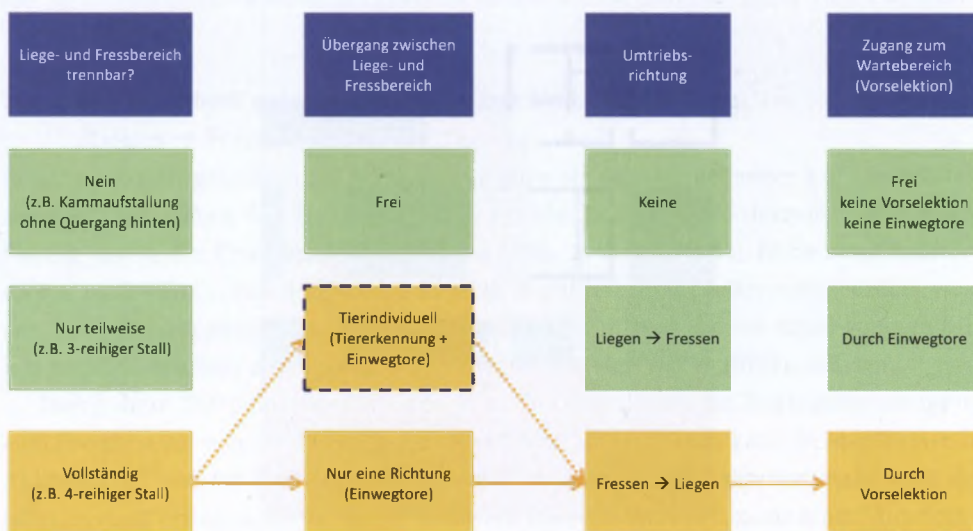 Liege- und Fressbereich
trennbar?
Übergang zwischen
Liege- und
Fressbereich
Umtriebs-
richtung
Zugang zum
Wartebereich
(Vorselektion)
Nein
(z.B. Kammaufstallung
ohne Quergang hinten)
Frei
Keine
Frei
keine Vorselektion
keine Einwegtore
Nur teilweise
(z.B. 3-reihiger Stall)
Tierindividuell
(Tiererkennung +
Einwegtore)
Liegen → Fressen
Durch Einwegtore
Vollständig
(z.B. 4-reihiger Stall)
Nur eine Richtung
(Einwegtore)
Fressen → Liegen
Durch
Vorselektion